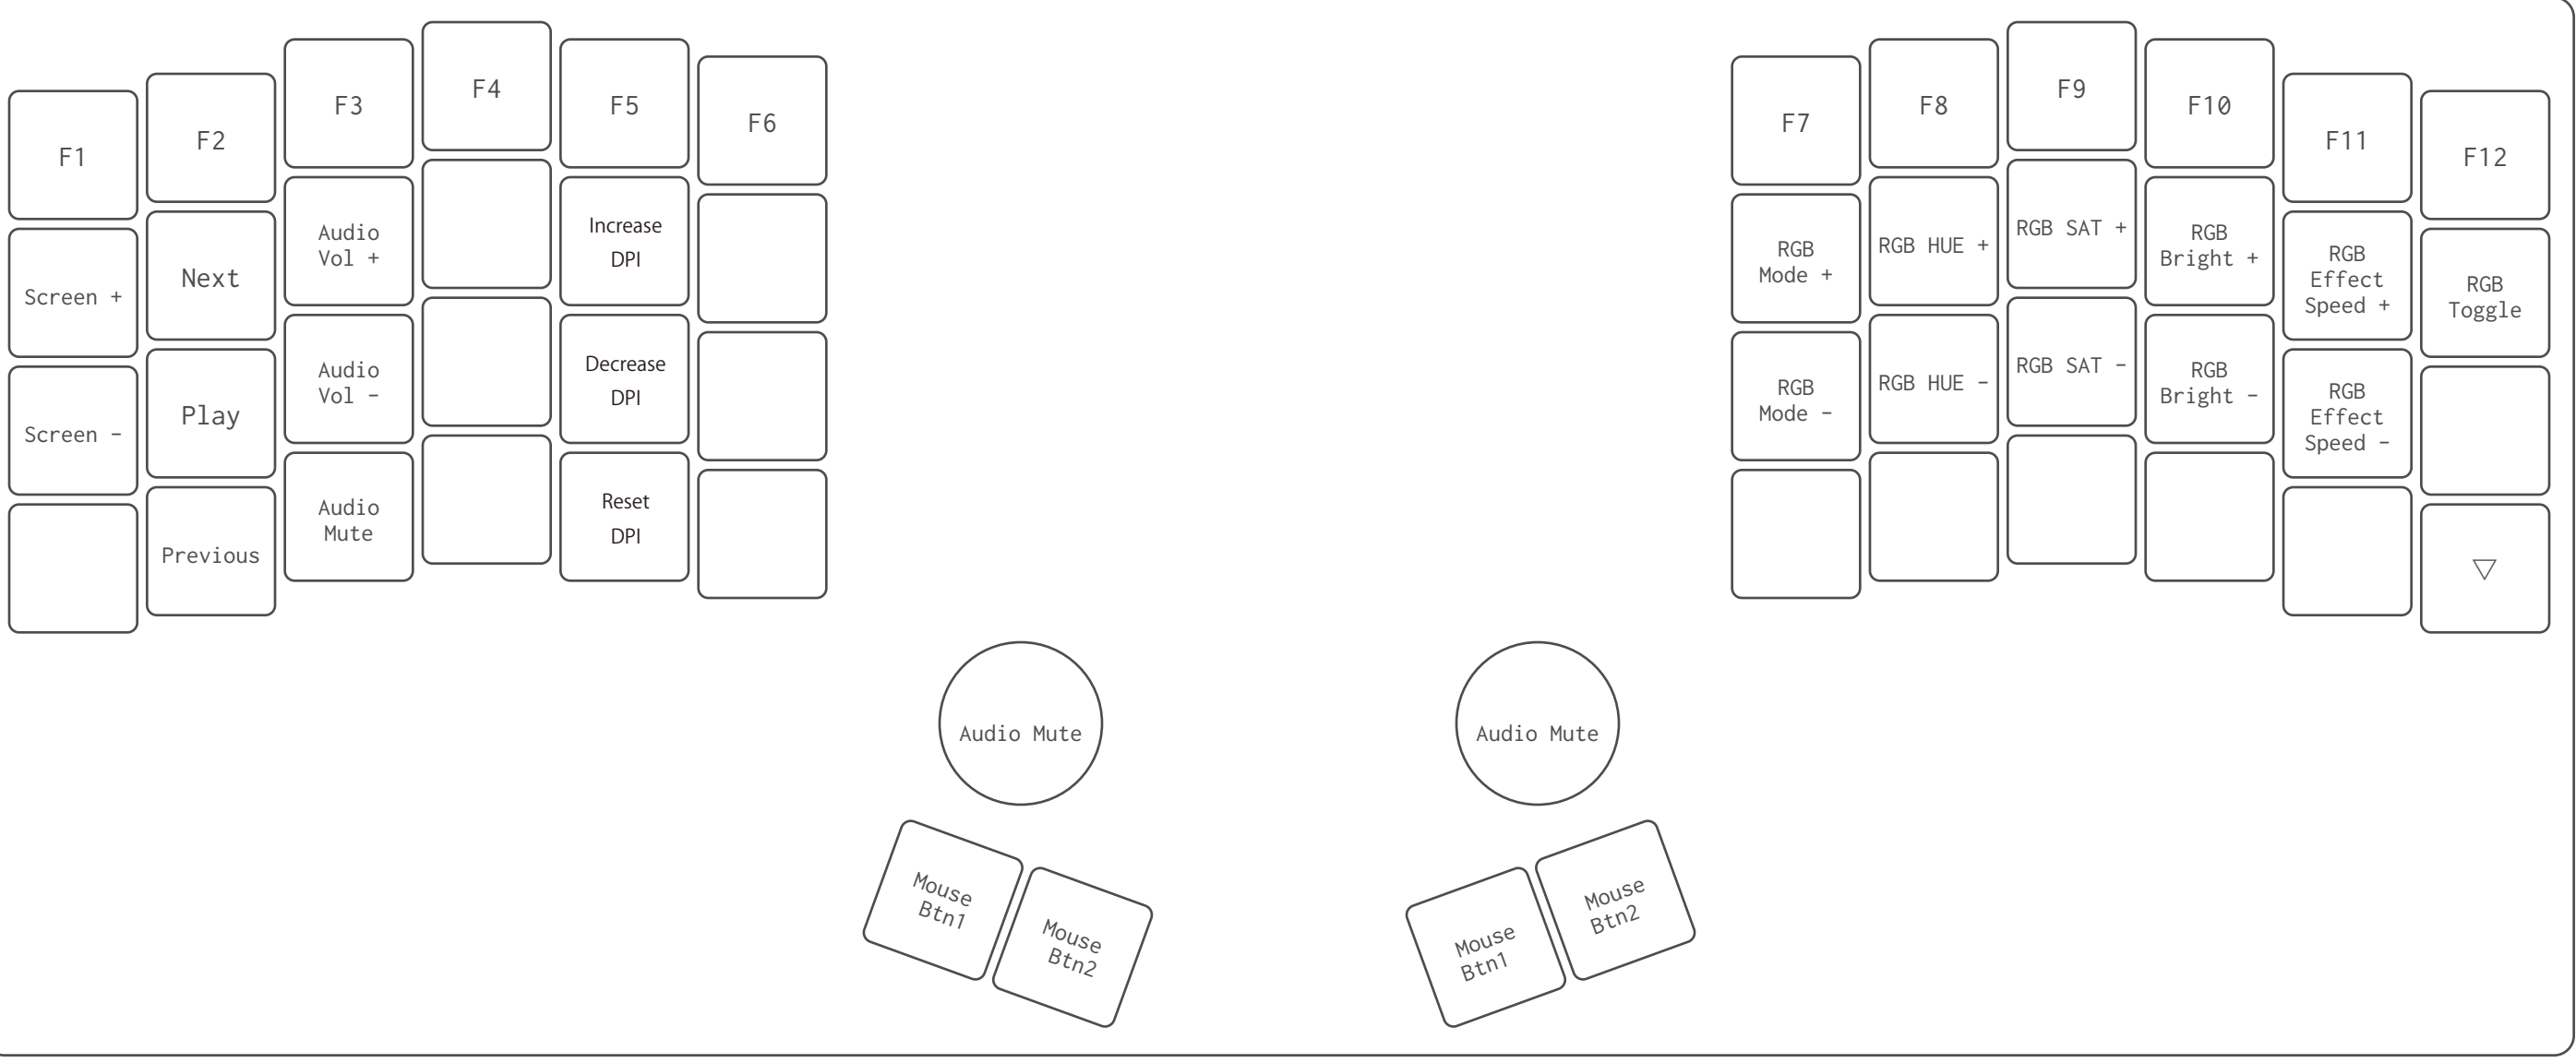 F1
F2
F3
F4
F5
F6
Screen +
Next
Audio
Vol +
Increase
DPI
Screen -
Play
Audio
Vol -
Decrease
DPI
Previous
Audio
Mute
Reset
DPI
F7
F8
F9
F10
F11
F12
RGB
Mode +
RGB HUE +
RGB SAT +
RGB
Bright +
RGB
Effect
Speed +
RGB
Toggle
RGB
Mode -
RGB HUE -
RGB SAT -
RGB
Bright -
RGB
Effect
Speed -
▽
Audio Mute
Audio Mute
Mouse
Btn1
Mouse
Btn2
Mouse
Btn1
Mouse
Btn2